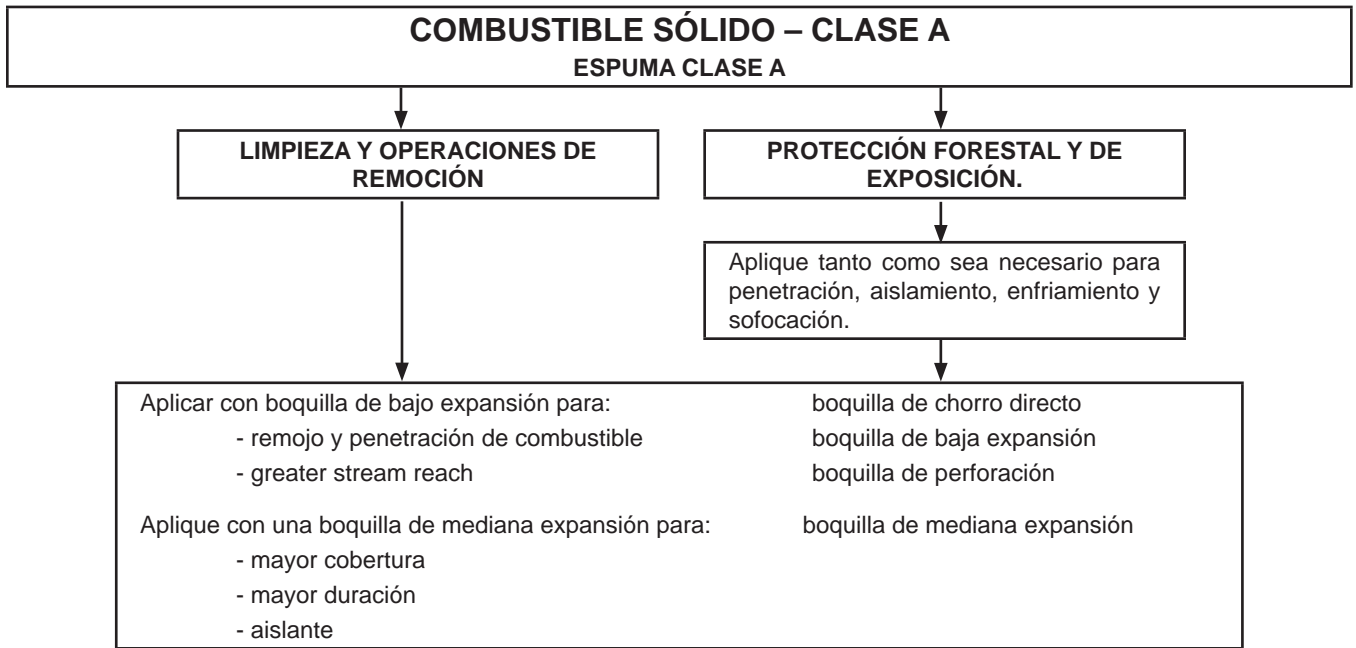 COMBUSTIBLE SÓLIDO – CLASE A
ESPUMA CLASE A
LIMPIEZA Y OPERACIONES DE
REMOCIÓN
PROTECCIÓN FORESTAL Y DE
EXPOSICIÓN.
Aplique tanto como sea necesario para
penetración, aislamiento, enfriamiento y
sofocación.
Aplicar con boquilla de bajo expansión para: boquilla de chorro directo
- remojo y penetración de combustible boquilla de baja expansión
- greater stream reach boquilla de perforación
Aplique con una boquilla de mediana expansión para: boquilla de mediana expansión
- mayor cobertura
- mayor duración
- aislante